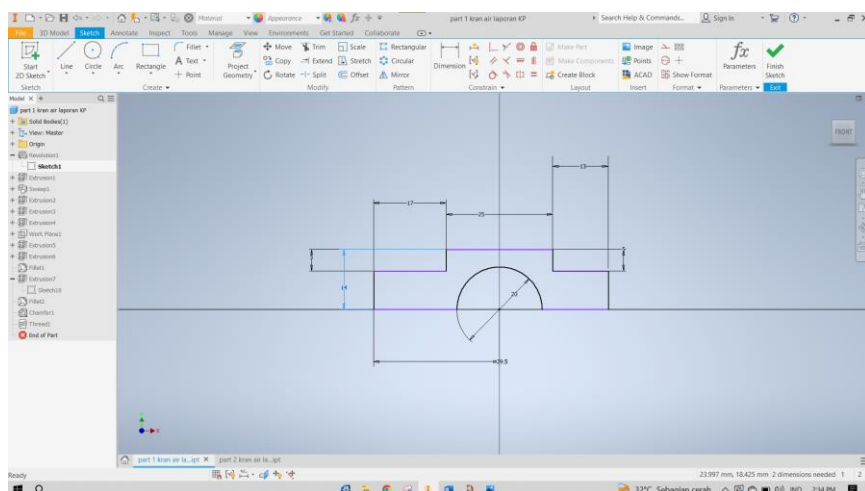 Material Appearance part 1 kran air laporan KP Search Help & Commands... Sign In
File 3D Model Sketch Annotate Inspect Tools Manage View Environments Get Started Collaborate
Start 2D Sketch Line Circle Arc Rectangle Fillet Text Point Project Geometry
Move Trim Scale Copy Extend Stretch Rotate Split Offset
Rectangular Circular Mirror Dimension
Make Part Make Components Create Block
Image Points ACAD Show Format Parameters Finish Sketch
Sketch Create Modify Pattern Constrain Layout Insert Format Parameters Exit
Model
part 1 kran air laporan KP
Solid Bodies(1)
View: Master
Origin
Revolution1
Sketch1
Extrusion1
Sweep1
Extrusion2
Extrusion3
Extrusion4
Work Plane1
Extrusion5
Extrusion6
Fillet1
Extrusion7
Sketch18
Fillet2
Chamfer1
Thread1
End of Part
FRONT
13
17
25
14
20
29.5
part 1 kran air la...ipt part 2 kran air la...ipt
Ready 23.997 mm, 18.425 mm 2 dimensions needed 1 2
32°C Sebagian cerah IND 2:34 PM